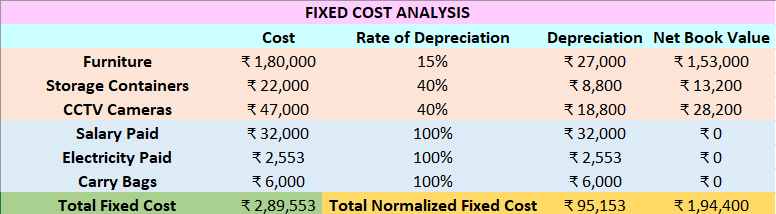 FIXED COST ANALYSIS
Cost Rate of Depreciation Depreciation Net Book Value
Furniture ₹ 1,80,000 15% ₹ 27,000 ₹ 1,53,000
Storage Containers ₹ 22,000 40% ₹ 8,800 ₹ 13,200
CCTV Cameras ₹ 47,000 40% ₹ 18,800 ₹ 28,200
Salary Paid ₹ 32,000 100% ₹ 32,000 ₹ 0
Electricity Paid ₹ 2,553 100% ₹ 2,553 ₹ 0
Carry Bags ₹ 6,000 100% ₹ 6,000 ₹ 0
Total Fixed Cost ₹ 2,89,553 Total Normalized Fixed Cost ₹ 95,153 ₹ 1,94,400